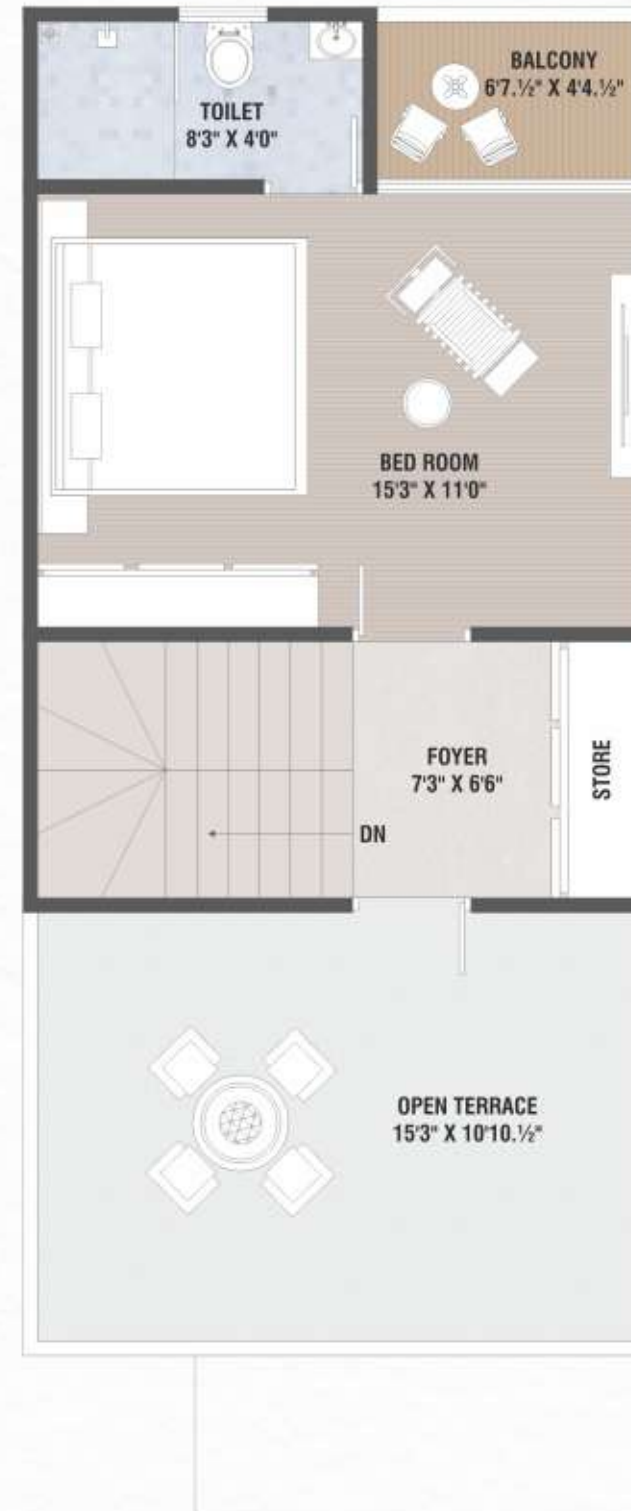 BALCONY
6'7.½" X 4'4.½"
TOILET
8'3" X 4'0"
BED ROOM
15'3" X 11'0"
FOYER
7'3" X 6'6"
STORE
DN
OPEN TERRACE
15'3" X 10'10.½"